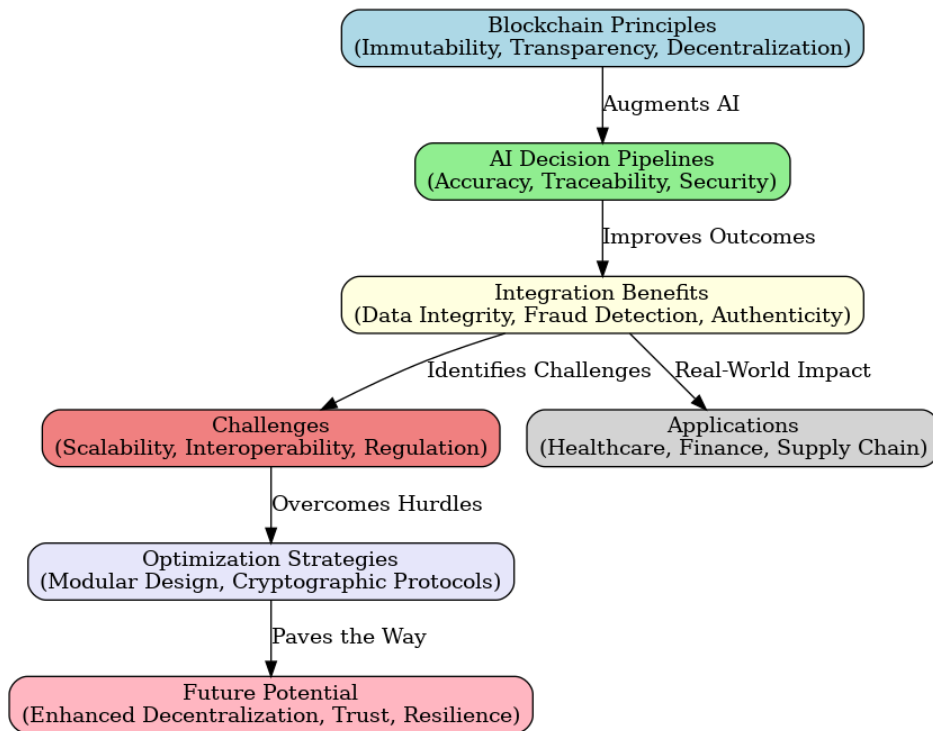 Blockchain Principles
(Immutability, Transparency, Decentralization)
Augments AI
AI Decision Pipelines
(Accuracy, Traceability, Security)
Improves Outcomes
Integration Benefits
(Data Integrity, Fraud Detection, Authenticity)
Identifies Challenges
Real-World Impact
Challenges
(Scalability, Interoperability, Regulation)
Applications
(Healthcare, Finance, Supply Chain)
Overcomes Hurdles
Optimization Strategies
(Modular Design, Cryptographic Protocols)
Paves the Way
Future Potential
(Enhanced Decentralization, Trust, Resilience)